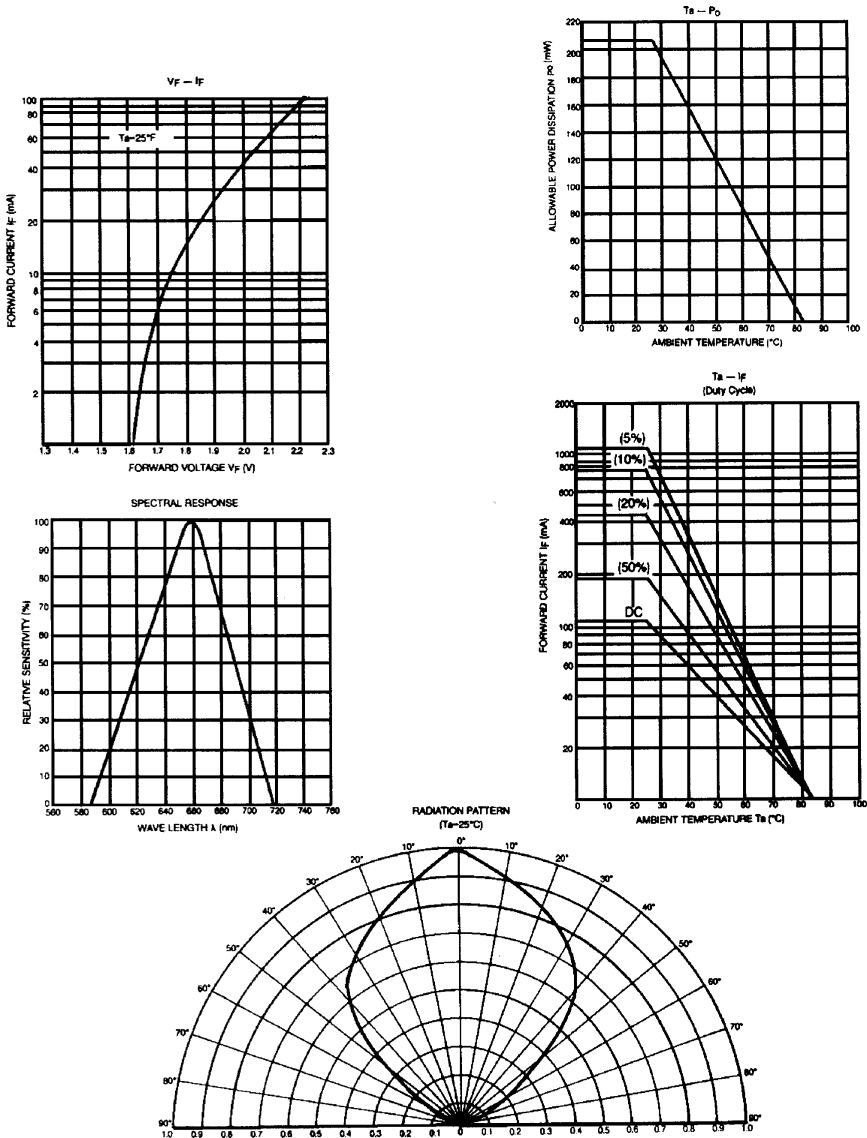 VF — IF
FORWARD CURRENT IF (mA)
Ta=25°F
100
80
60
40
20
10
8
6
4
2
1
1.3 1.4 1.5 1.6 1.7 1.8 1.9 2.0 2.1 2.2 2.3
FORWARD VOLTAGE VF (V)
Ta — PD
ALLOWABLE POWER DISSIPATION PD (mW)
220
200
180
160
140
120
100
80
60
40
20
0
0 10 20 30 40 50 60 70 80 90 100
AMBIENT TEMPERATURE (°C)
SPECTRAL RESPONSE
RELATIVE SENSITIVITY (%)
100
90
80
70
60
50
40
30
20
10
0
560 580 600 620 640 660 680 700 720 740 760
WAVE LENGTH λ (nm)
Ta — IF
(Duty Cycle)
FORWARD CURRENT IF (mA)
2000
1000
800
600
400
200
100
80
60
40
20
(5%)
(10%)
(20%)
(50%)
DC
0 10 20 30 40 50 60 70 80 90 100
AMBIENT TEMPERATURE Ta (°C)
RADIATION PATTERN
(Ta=25°C)
90° 80° 70° 60° 50° 40° 30° 20° 10° 0° 10° 20° 30° 40° 50° 60° 70° 80° 90°
1.0 0.9 0.8 0.7 0.6 0.5 0.4 0.3 0.2 0.1 0 0.1 0.2 0.3 0.4 0.5 0.6 0.7 0.8 0.9 1.0